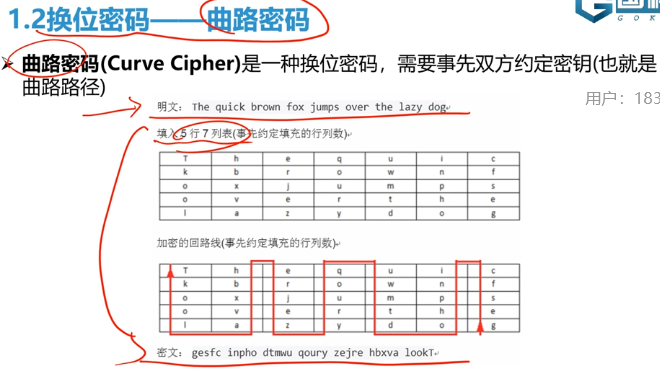 1.2换位密码——曲路密码
曲路密码(Curve Cipher)是一种换位密码，需要事先双方约定密钥(也就是
曲路路径)
用户：183
明文： The quick brown fox jumps over the lazy dog
填入 5 行 7 列表(事先约定填充的行列数)
T h e q u i c
k b r o w n f
o x j u m p s
o v e r t h e
l a z y d o g
加密的回路线(事先约定填充的行列数)
T h e q u i c
k b r o w n f
o x j u m p s
o v e r t h e
l a z y d o g
密文： gesfc inpho dtmwu qoury zejre hbxva lookT